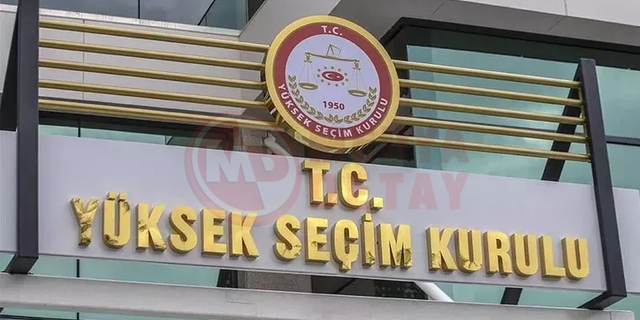 T.C.
1950
YÜKSEK SEÇİM KURULU
T.C.
YÜKSEK SEÇİM KURULU